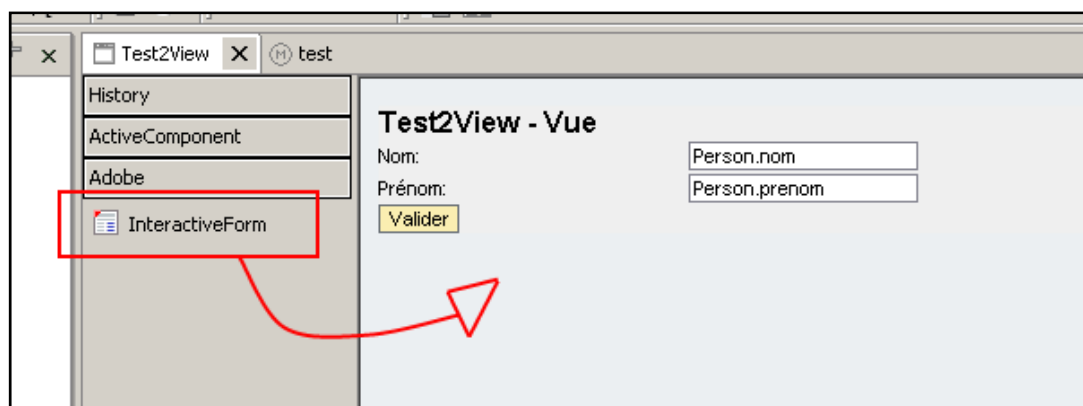 Test2View test
History
ActiveComponent
Adobe
InteractiveForm
Test2View - Vue
Nom: Person.nom
Prénom: Person.prenom
Valider